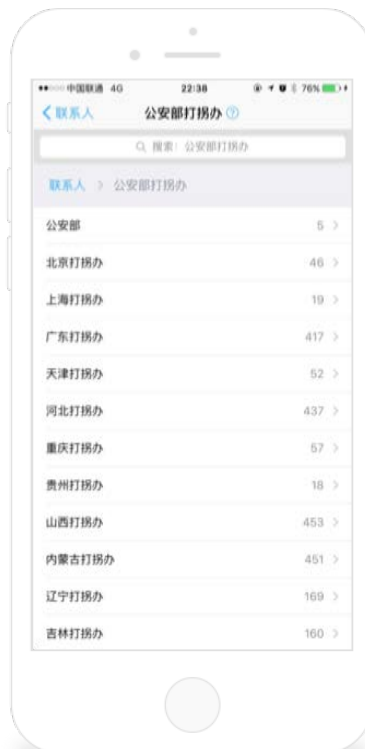 中国联通 4G 22:38 76%
联系人 公安部打拐办
搜索：公安部打拐办
联系人 > 公安部打拐办
公安部 5 >
北京打拐办 46 >
上海打拐办 19 >
广东打拐办 417 >
天津打拐办 52 >
河北打拐办 437 >
重庆打拐办 57 >
贵州打拐办 18 >
山西打拐办 453 >
内蒙古打拐办 451 >
辽宁打拐办 169 >
吉林打拐办 160 >